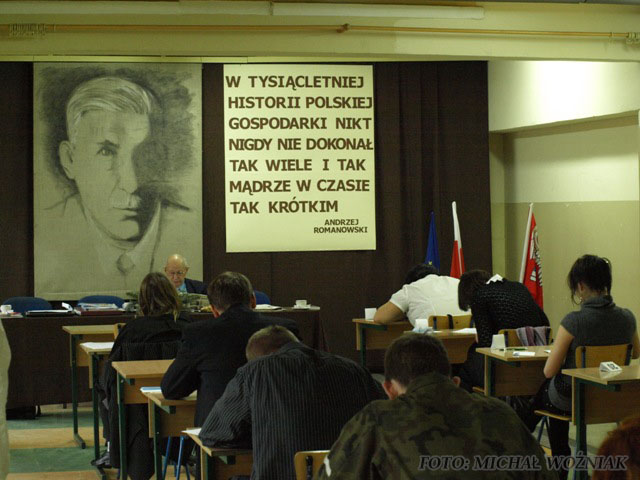 W TYSIĄCLETNIEJ
HISTORII POLSKIEJ
GOSPODARKI NIKT
NIGDY NIE DOKONAŁ
TAK WIELE I TAK
MĄDRZE W CZASIE
TAK KRÓTKIM
ANDRZEJ
ROMANOWSKI
FOTO: MICHAŁ WOŹNIAK